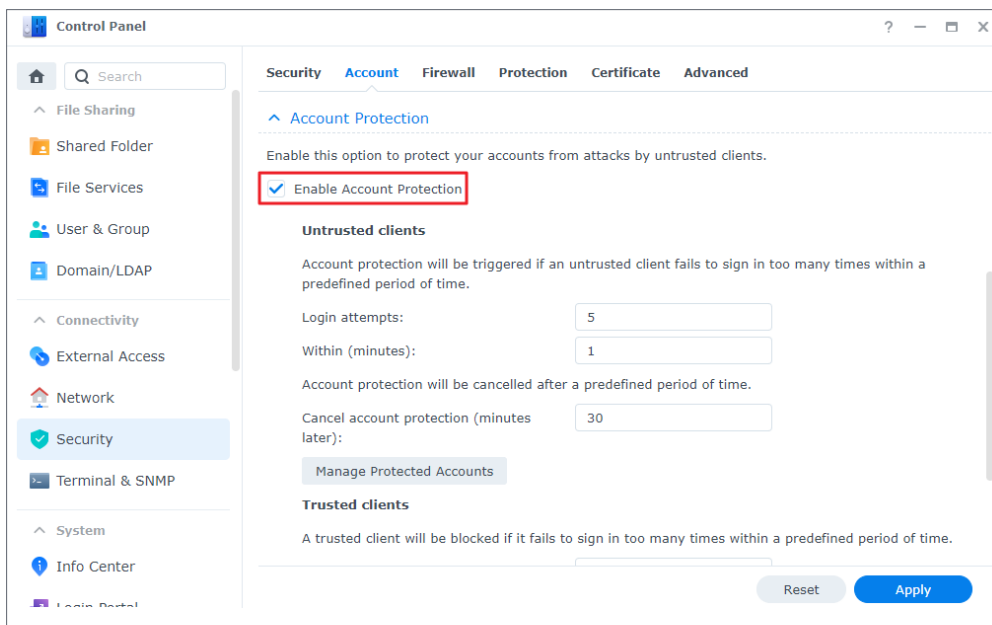 Control Panel
?
Search
File Sharing
Shared Folder
File Services
User & Group
Domain/LDAP
Connectivity
External Access
Network
Security
Terminal & SNMP
System
Info Center
Login Portal
Security Account Firewall Protection Certificate Advanced
Account Protection
Enable this option to protect your accounts from attacks by untrusted clients.
Enable Account Protection
Untrusted clients
Account protection will be triggered if an untrusted client fails to sign in too many times within a
predefined period of time.
Login attempts: 5
Within (minutes): 1
Account protection will be cancelled after a predefined period of time.
Cancel account protection (minutes 30
later):
Manage Protected Accounts
Trusted clients
A trusted client will be blocked if it fails to sign in too many times within a predefined period of time.
Reset Apply